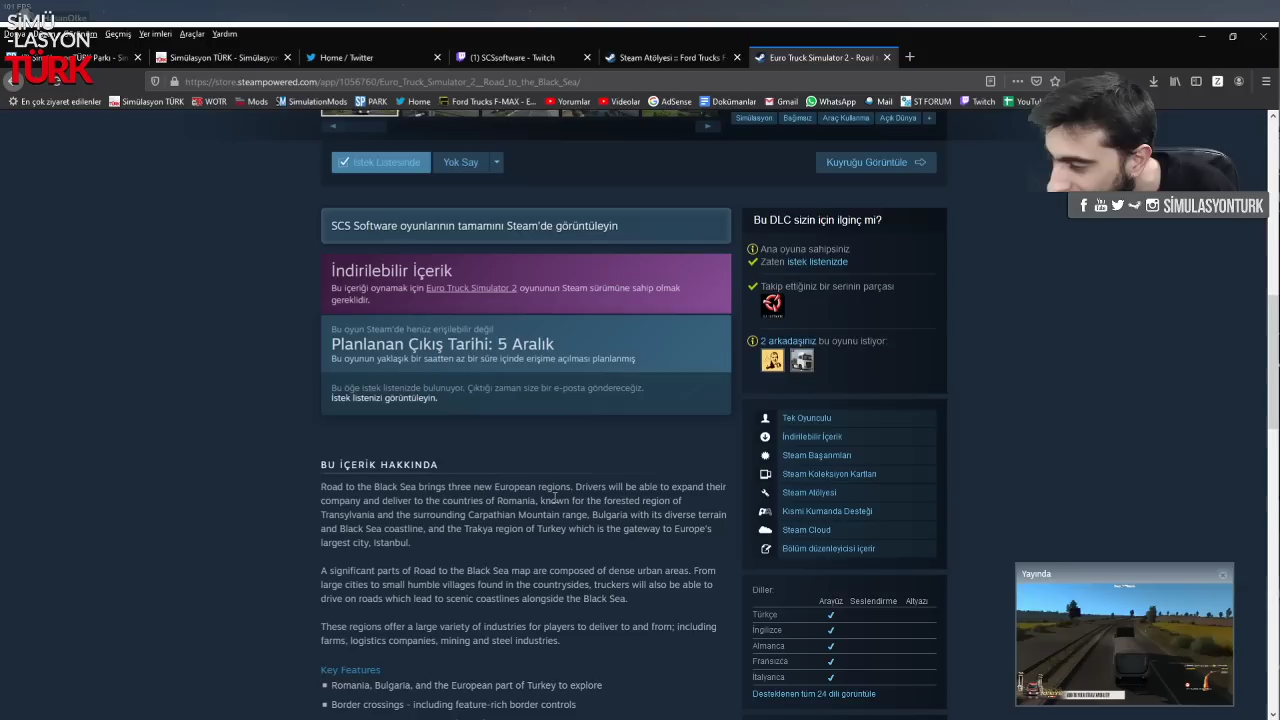 101 FPS
SİMÜ
-LASYON
TÜRK
Dosya Düzen Görünüm Geçmiş Yer imleri Araçlar Yardım
Simülasyon TÜRK - Simülasyon
Home / Twitter
SCSsoftware - Twitch
Steam Atölyesi :: Ford Trucks F
Euro Truck Simulator 2 - Road t
https://store.steampowered.com/app/1056760/Euro_Truck_Simulator_2__Road_to_the_Black_Sea/
En çok ziyaret edilenler Simülasyon TÜRK WOTR Mods SimulationMods PARK Home Ford Trucks F-MAX - E... Yorumlar Videolar AdSense Dokümanlar Gmail WhatsApp Mail ST FORUM Twitch
Simülasyon Bağımsız Araç Kullanma Açık Dünya +
İstek Listesinde Yok Say Kuyruğu Görüntüle
SİMULASYONTURK
SCS Software oyunlarının tamamını Steam'de görüntüleyin
İndirilebilir İçerik
Bu içeriği oynamak için Euro Truck Simulator 2 oyununun Steam sürümüne sahip olmak
gereklidir.
Bu oyun Steam'de henüz erişilebilir değil
Planlanan Çıkış Tarihi: 5 Aralık
Bu oyunun yaklaşık bir saatten az bir süre içinde erişime açılması planlanmış
Bu öğe istek listenizde bulunuyor. Çıktığı zaman size bir e-posta göndereceğiz.
İstek listenizi görüntüleyin.
BU İÇERİK HAKKINDA
Road to the Black Sea brings three new European regions. Drivers will be able to expand their
company and deliver to the countries of Romania, known for the forested region of
Transylvania and the surrounding Carpathian Mountain range, Bulgaria with its diverse terrain
and Black Sea coastline, and the Trakya region of Turkey which is the gateway to Europe's
largest city, Istanbul.
A significant parts of Road to the Black Sea map are composed of dense urban areas. From
large cities to small humble villages found in the countrysides, truckers will also be able to
drive on roads which lead to scenic coastlines alongside the Black Sea.
These regions offer a large variety of industries for players to deliver to and from; including
farms, logistics companies, mining and steel industries.
Key Features
Romania, Bulgaria, and the European part of Turkey to explore
Border crossings - including feature-rich border controls
Bu DLC sizin için ilginç mi?
Ana oyuna sahipsiniz
Zaten istek listenizde
Takip ettiğiniz bir serinin parçası
2 arkadaşınız bu oyunu istiyor:
Tek Oyunculu
İndirilebilir İçerik
Steam Başarımları
Steam Koleksiyon Kartları
Steam Atölyesi
Kısmi Kumanda Desteği
Steam Cloud
Bölüm düzenleyicisi içerir
Diller:
Arayüz Seslendirme Altyazı
Türkçe
İngilizce
Almanca
Fransızca
İtalyanca
Desteklenen tüm 24 dili görüntüle
Yayında